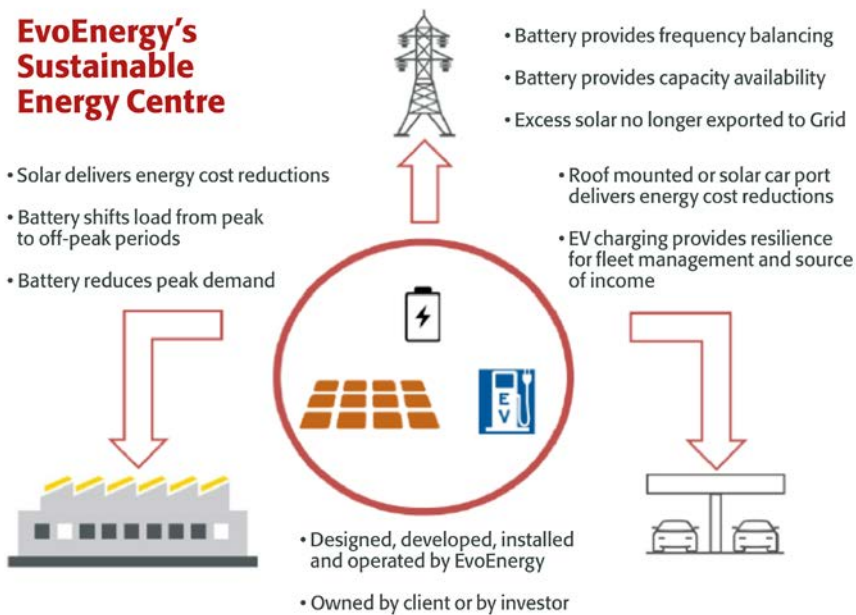 EvoEnergy's
Sustainable
Energy Centre
• Battery provides frequency balancing
• Battery provides capacity availability
• Excess solar no longer exported to Grid
• Solar delivers energy cost reductions
• Battery shifts load from peak
to off-peak periods
• Battery reduces peak demand
• Roof mounted or solar car port
delivers energy cost reductions
• EV charging provides resilience
for fleet management and source
of income
E
V
• Designed, developed, installed
and operated by EvoEnergy
• Owned by client or by investor